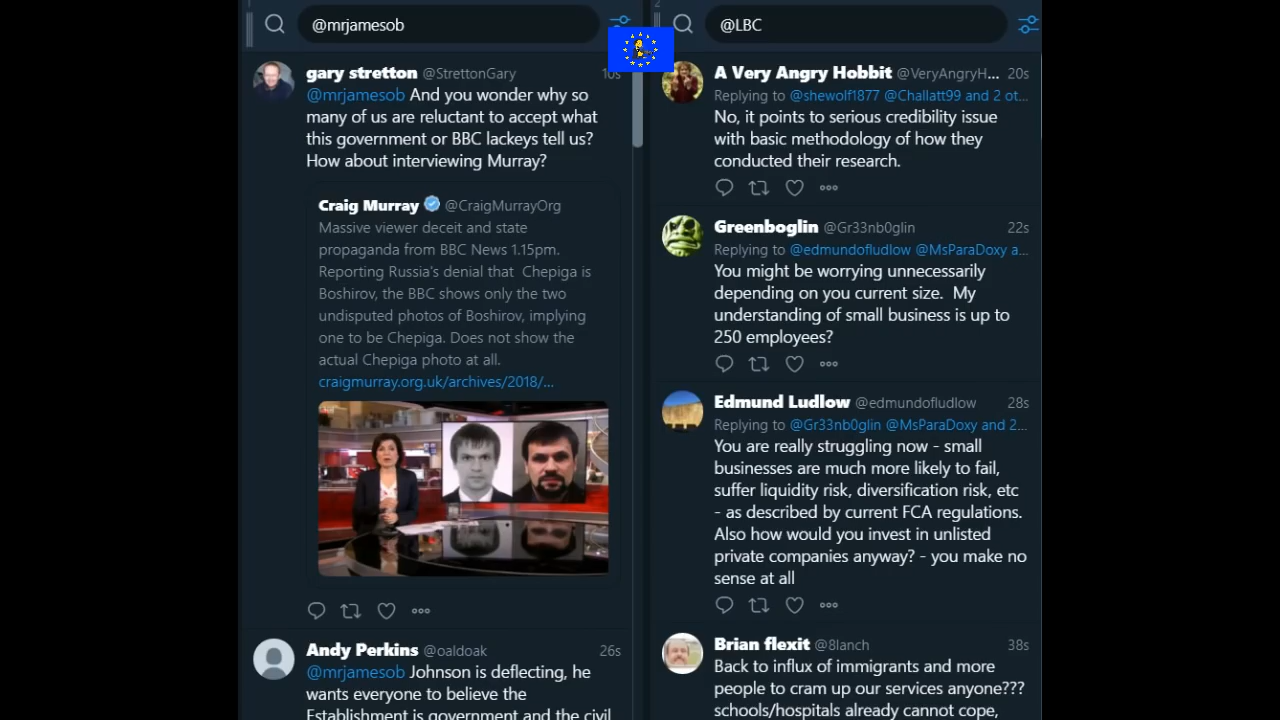 1
@mrjamesob
gary stretton @StrettonGary 10s
@mrjamesob And you wonder why so
many of us are reluctant to accept what
this government or BBC lackeys tell us?
How about interviewing Murray?
Craig Murray @CraigMurrayOrg
Massive viewer deceit and state
propaganda from BBC News 1.15pm.
Reporting Russia's denial that Chepiga is
Boshirov, the BBC shows only the two
undisputed photos of Boshirov, implying
one to be Chepiga. Does not show the
actual Chepiga photo at all.
craigmurray.org.uk/archives/2018/...
Andy Perkins @oaldoak 26s
@mrjamesob Johnson is deflecting, he
wants everyone to believe the
Establishment is government and the civil
2
@LBC
A Very Angry Hobbit @VeryAngryH... 20s
Replying to @shewolf1877 @Challatt99 and 2 ot...
No, it points to serious credibility issue
with basic methodology of how they
conducted their research.
Greenboglin @Gr33nb0glin 22s
Replying to @edmundofludlow @MsParaDoxy a...
You might be worrying unnecessarily
depending on you current size. My
understanding of small business is up to
250 employees?
Edmund Ludlow @edmundofludlow 28s
Replying to @Gr33nb0glin @MsParaDoxy and 2...
You are really struggling now - small
businesses are much more likely to fail,
suffer liquidity risk, diversification risk, etc
- as described by current FCA regulations.
Also how would you invest in unlisted
private companies anyway? - you make no
sense at all
Brian flexit @8lanch 38s
Back to influx of immigrants and more
people to cram up our services anyone???
schools/hospitals already cannot cope,